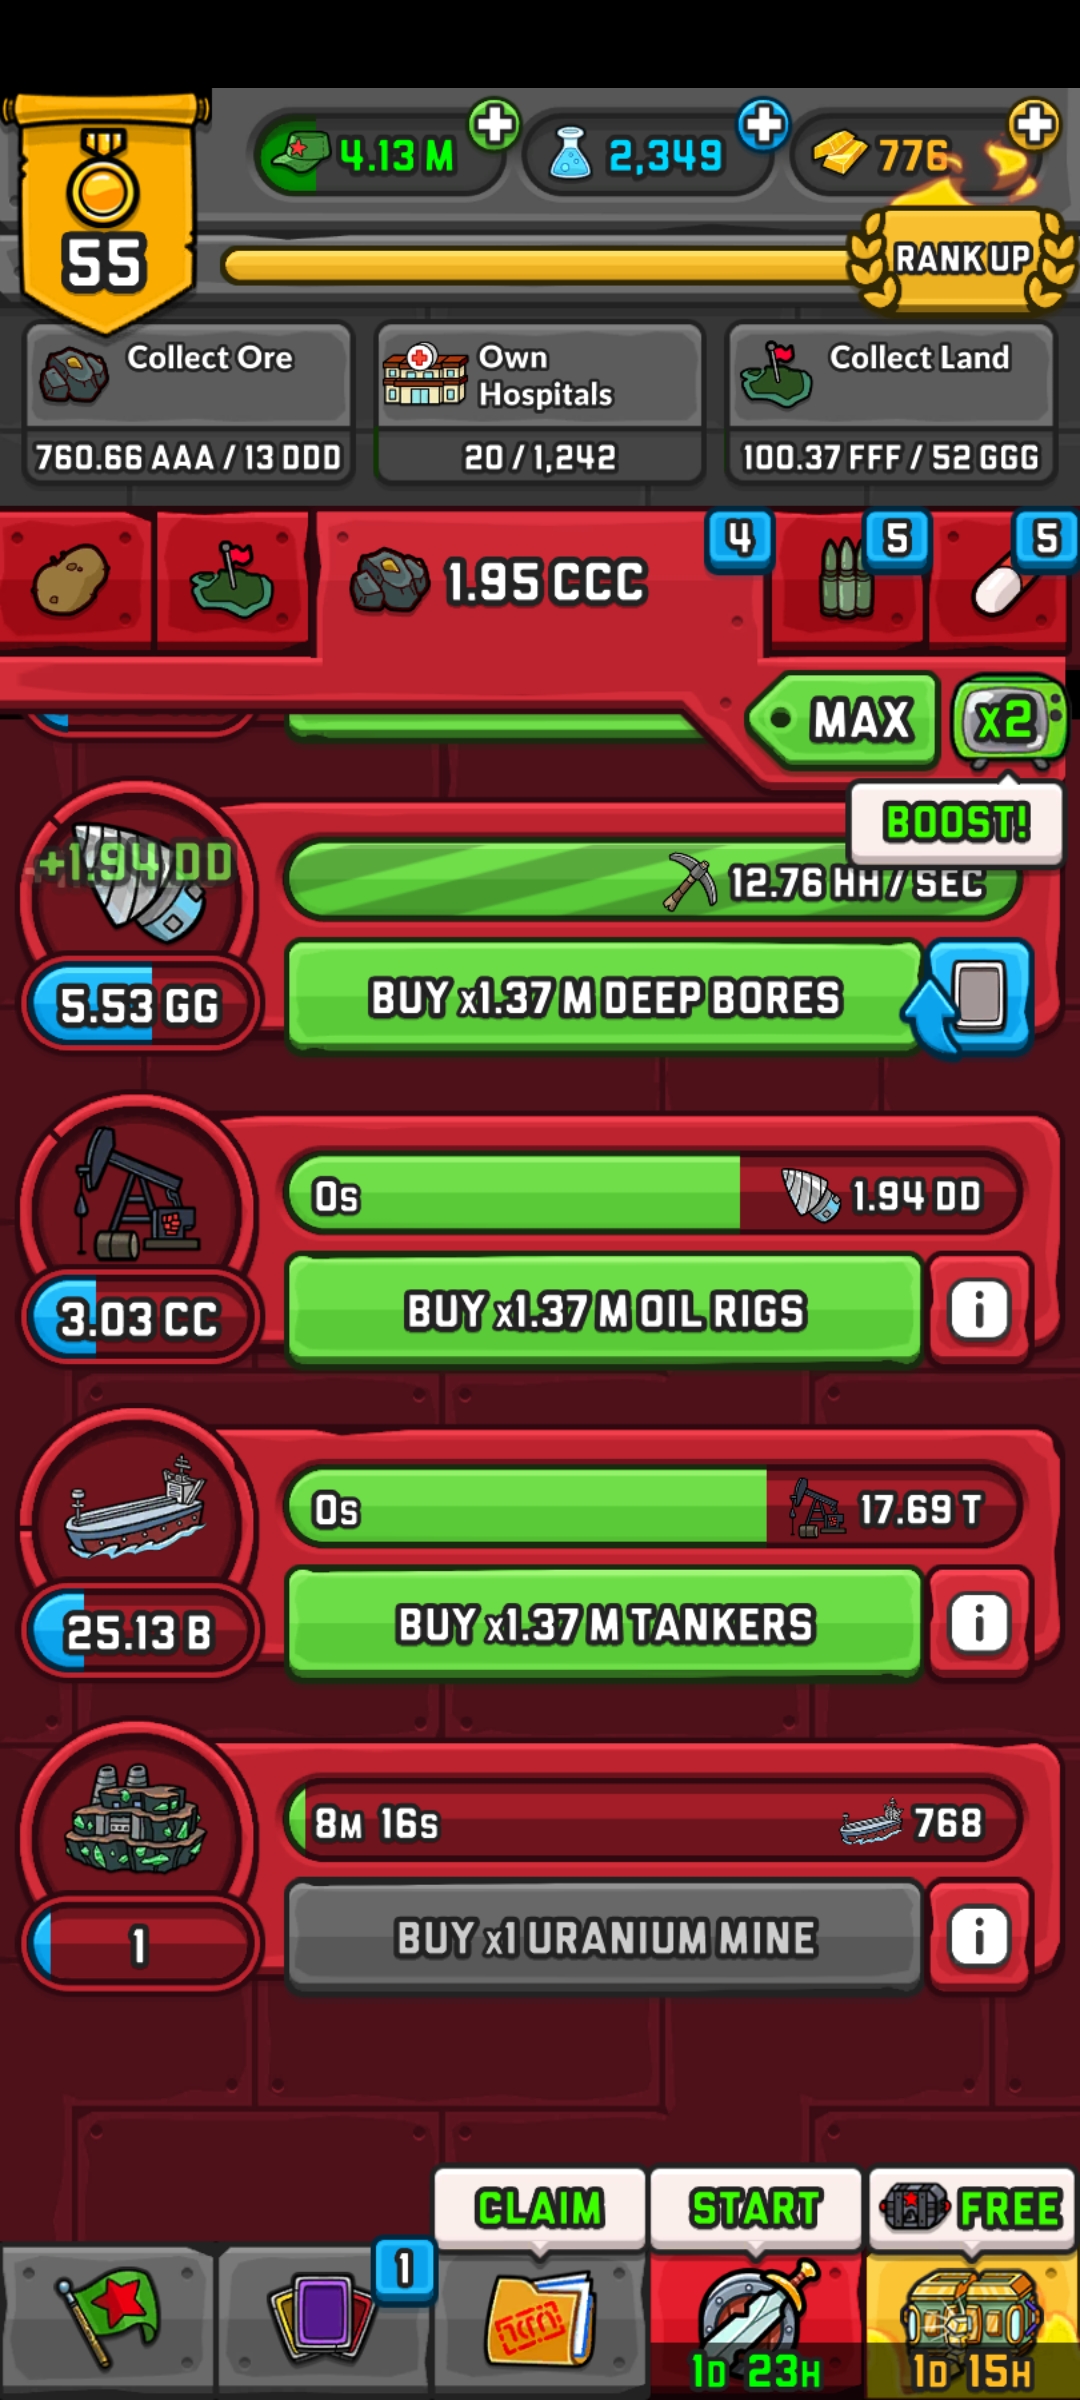 4.13 M
2,349
776
55
RANK UP
Collect Ore
760.66 AAA / 13 DDD
Own
Hospitals
20 / 1,242
Collect Land
100.37 FFF / 52 GGG
1.95 CCC
4
5
5
MAX
x2
BOOST!
+1.94 DD
12.76 HH / SEC
5.53 GG
BUY x1.37 M DEEP BORES
0s
1.94 DD
3.03 CC
BUY x1.37 M OIL RIGS
i
0s
17.69 T
25.13 B
BUY x1.37 M TANKERS
i
8M 16s
768
1
BUY x1 URANIUM MINE
i
CLAIM
START
FREE
1
1D 23H
1D 15H